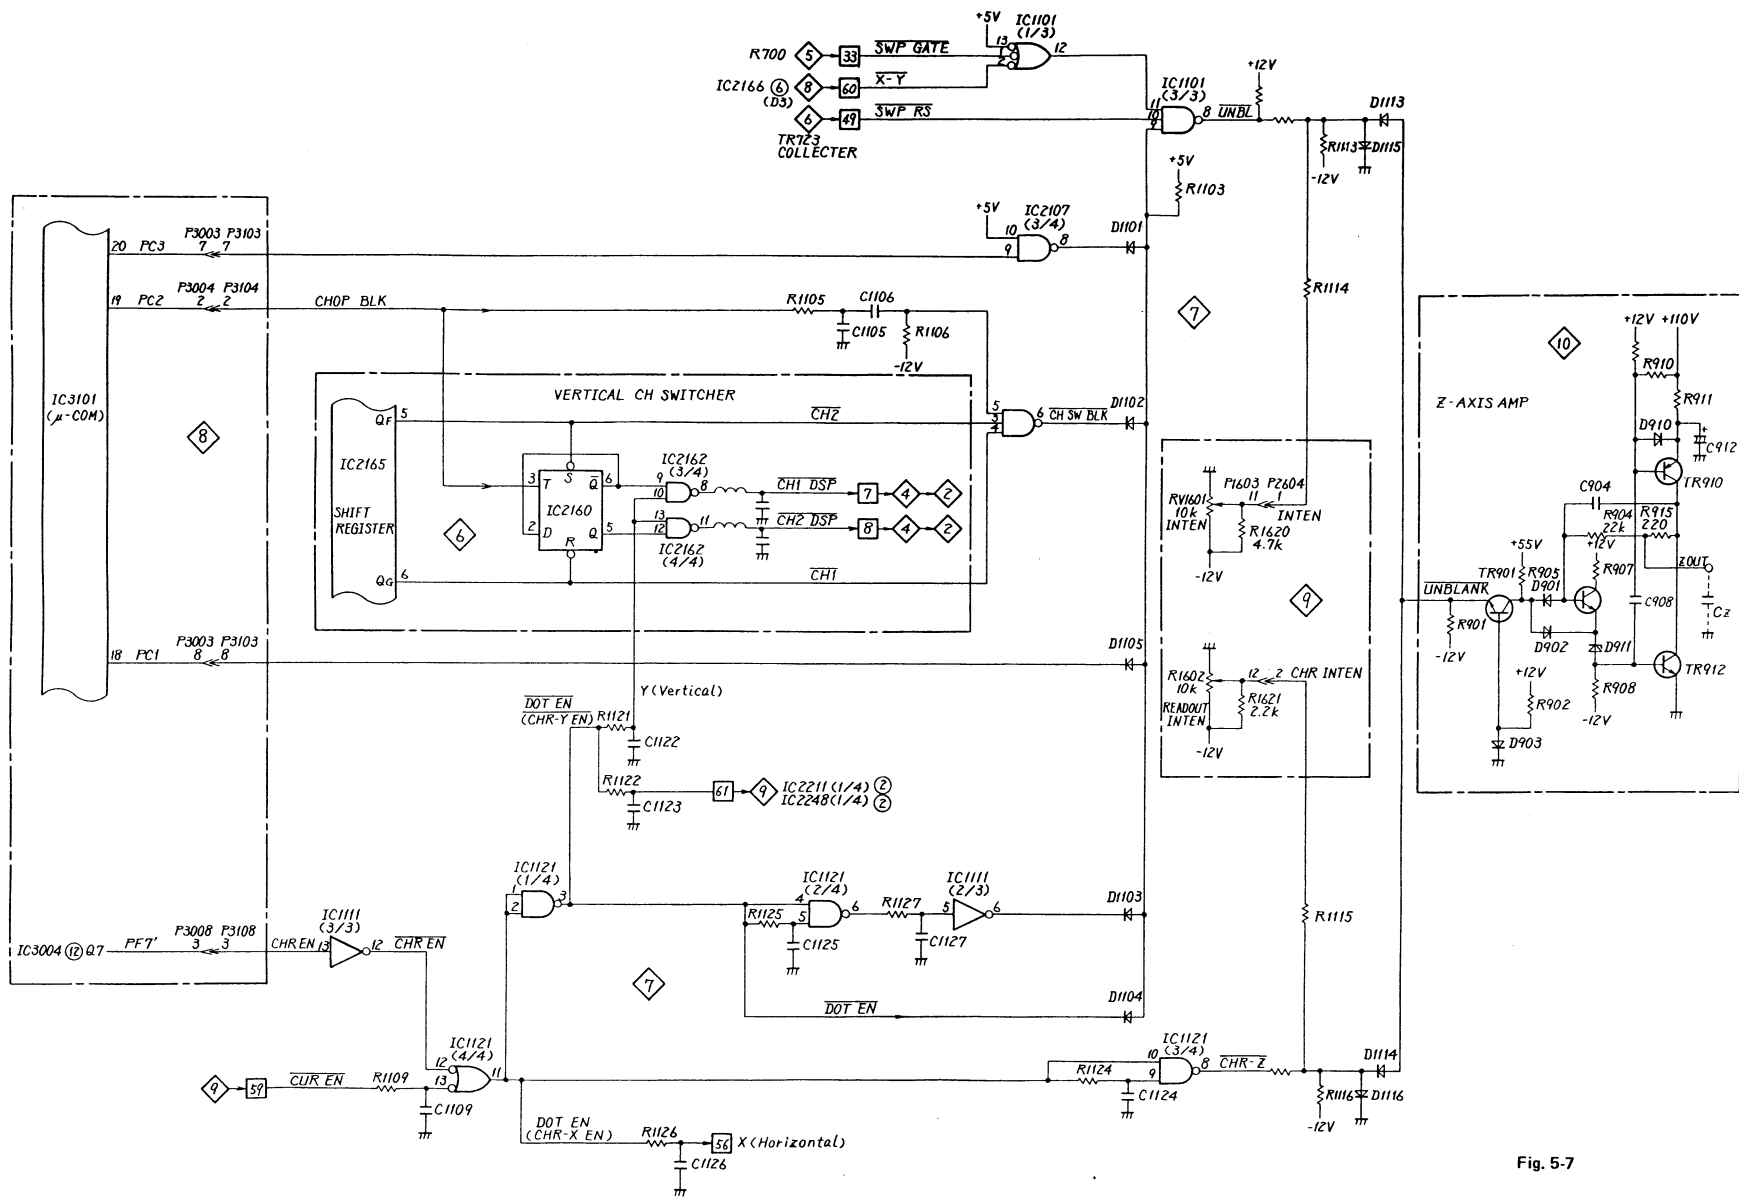 +5V
IC1101
(1/3)
R700
5
33
SWP GATE
13
1
2
12
IC2166 ⑥
(D3)
8
60
X-Y
6
49
SWP RS
TR723
COLLECTER
IC1101
(3/3)
11
10
9
8
UNBL
+12V
D1113
R1113
D1115
-12V
+5V
R1103
IC2107
(3/4)
+5V
10
9
8
D1101
20 PC3
P3003 P3103
7 7
19 PC2
P3004 P3104
2 2
CHOP BLK
R1105
C1106
C1105
R1106
-12V
R1114
7
IC3101
(μ-COM)
8
VERTICAL CH SWITCHER
QF
5
CH2
5
3
4
6
CH SW BLK
D1102
IC2165
SHIFT
REGISTER
6
3
T
S
Q
6
IC2160
2
D
Q
5
R
IC2162
(3/4)
9
10
8
CH1 DSP
7
4
2
13
12
11
CH2 DSP
8
4
2
IC2162
(4/4)
QG
6
CH1
18 PC1
P3003 P3103
8 8
D1105
RV1601
10k
INTEN
P1603 P2604
11 1
INTEN
R1620
4.7k
-12V
9
R1602
10k
READOUT
INTEN
12 2
CHR INTEN
R1621
2.2k
-12V
10
Z-AXIS AMP
+12V +110V
R910
R911
D910
C912
+
TR910
C904
R904
22k
R915
220
+55V
+12V
TR901
R905
D901
R907
ZOUT
UNBLANK
C908
Cz
R901
-12V
D902
D911
TR912
+12V
R902
R908
-12V
D903
Y (Vertical)
DOT EN
(CHR-Y EN)
R1121
C1122
R1122
C1123
61
9
IC2211 (1/4) ②
IC2248 (1/4) ②
IC1121
(1/4)
1
2
3
IC1121
(2/4)
4
5
6
R1125
C1125
R1127
C1127
IC1111
(2/3)
5
6
D1103
R1115
IC3004 ⑫ Q7
PF7'
P3008 P3108
3 3
CHR EN
IC1111
(3/3)
13
12
CHR EN
7
DOT EN
D1104
IC1121
(4/4)
12
13
11
9
59
CUR EN
R1109
C1109
IC1121
(3/4)
10
9
8
CHR-Z
R1124
C1124
D1114
R1116
D1116
-12V
DOT EN
(CHR-X EN)
R1126
56
X (Horizontal)
C1126
Fig. 5-7